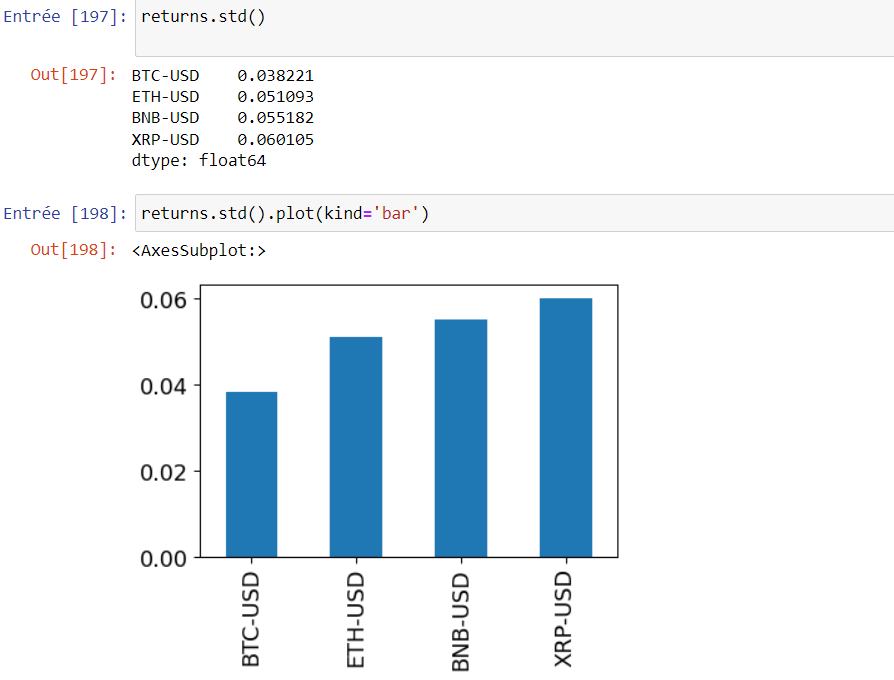 Entrée [197]: returns.std()
Out[197]: BTC-USD    0.038221
ETH-USD    0.051093
BNB-USD    0.055182
XRP-USD    0.060105
dtype: float64
Entrée [198]: returns.std().plot(kind='bar')
Out[198]: <AxesSubplot:>
0.06
0.04
0.02
0.00
BTC-USD
ETH-USD
BNB-USD
XRP-USD